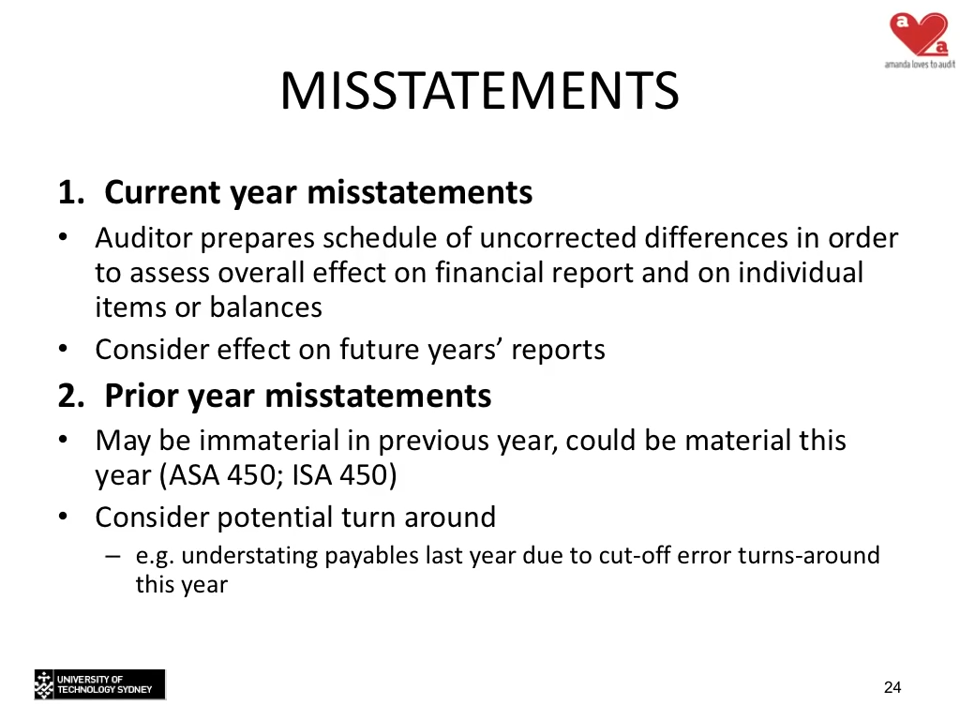 a
a
amanda loves to audit
MISSTATEMENTS
1. Current year misstatements
• Auditor prepares schedule of uncorrected differences in order
to assess overall effect on financial report and on individual
items or balances
• Consider effect on future years’ reports
2. Prior year misstatements
• May be immaterial in previous year, could be material this
year (ASA 450; ISA 450)
• Consider potential turn around
– e.g. understating payables last year due to cut-off error turns-around
this year
UNIVERSITY OF
TECHNOLOGY SYDNEY
24